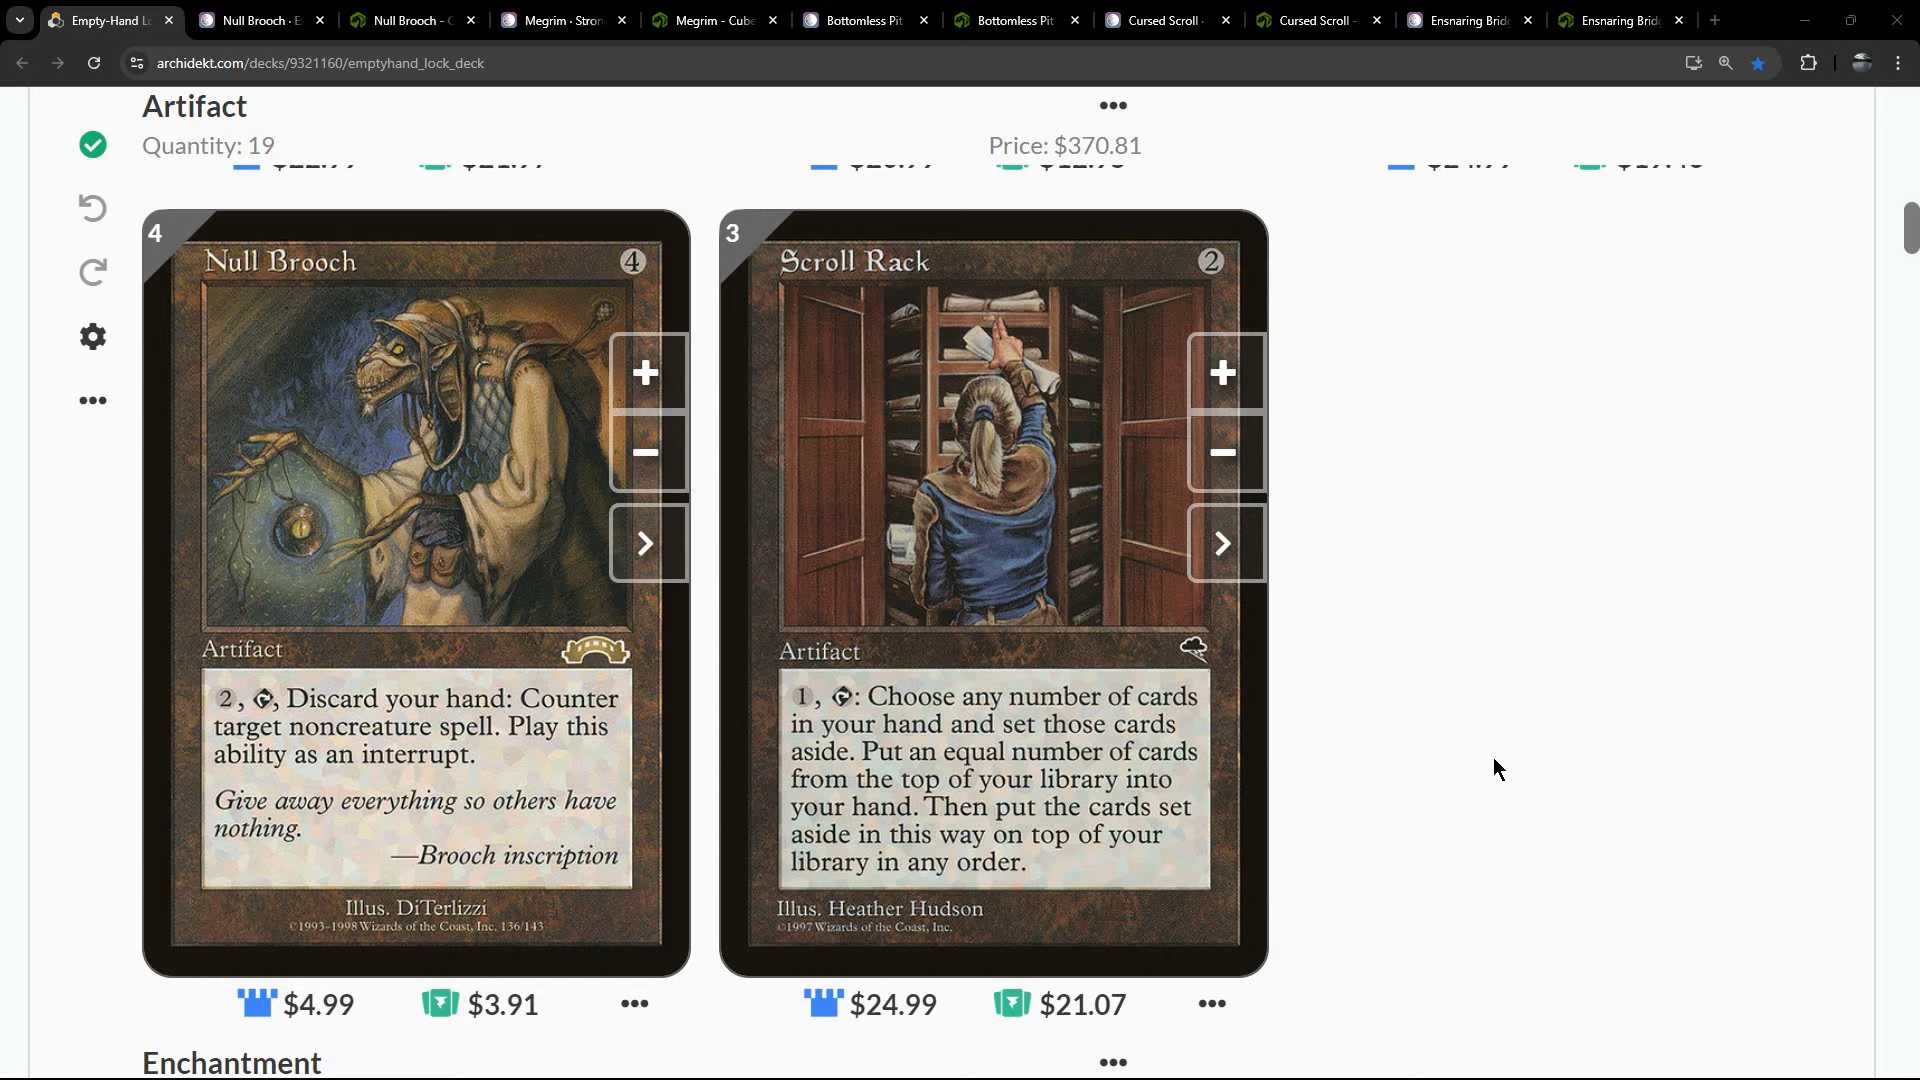 Empty-Hand Lo
Null Brooch · E
Null Brooch - C
Megrim · Stron
Megrim - Cube
Bottomless Pit
Bottomless Pit
Cursed Scroll ·
Cursed Scroll -
Ensnaring Brid
Ensnaring Brid
archidekt.com/decks/9321160/emptyhand_lock_deck
Artifact
Quantity: 19
Price: $370.81
4
Null Brooch
4
Artifact
2, Discard your hand: Counter
target noncreature spell. Play this
ability as an interrupt.
Give away everything so others have
nothing.
—Brooch inscription
Illus. DiTerlizzi
©1993-1998 Wizards of the Coast, Inc. 136/143
$4.99
$3.91
3
Scroll Rack
2
Artifact
1, : Choose any number of cards
in your hand and set those cards
aside. Put an equal number of cards
from the top of your library into
your hand. Then put the cards set
aside in this way on top of your
library in any order.
Illus. Heather Hudson
©1997 Wizards of the Coast, Inc.
$24.99
$21.07
Enchantment